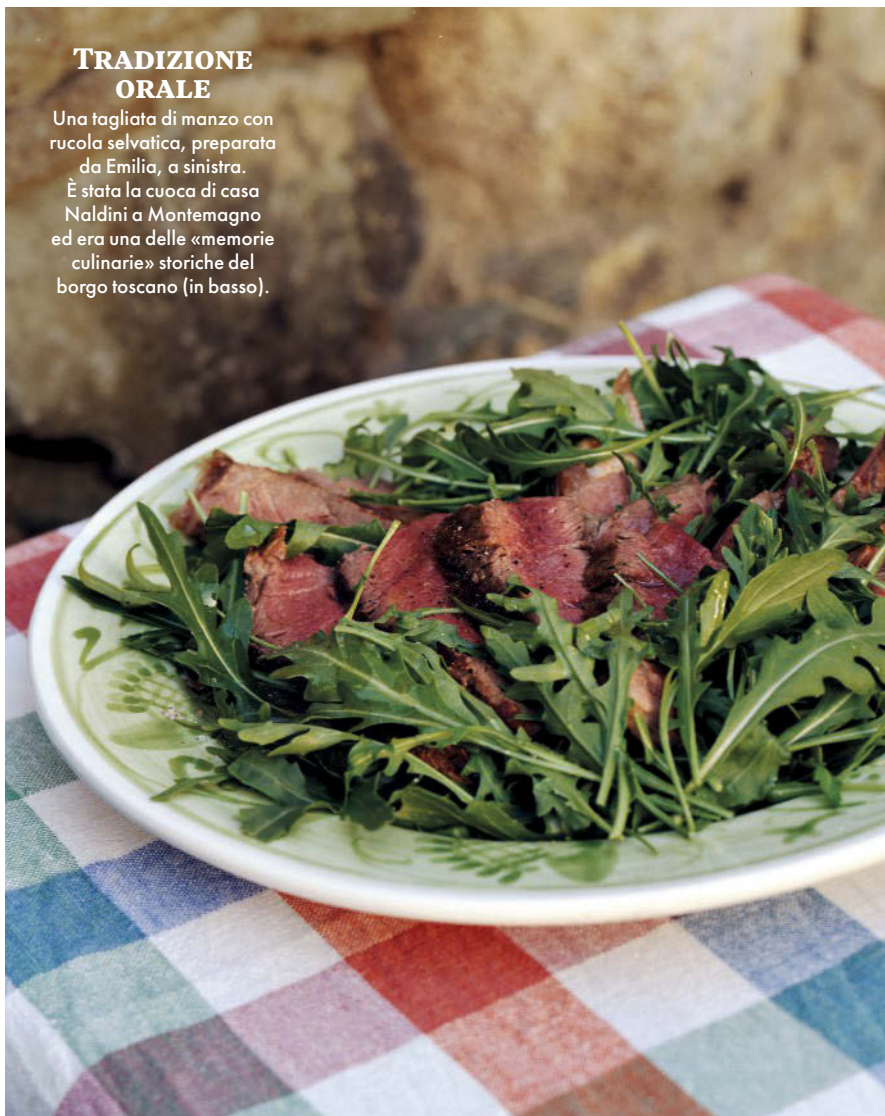 TRADIZIONE
ORALE
Una tagliata di manzo con
rucola selvatica, preparata
da Emilia, a sinistra.
È stata la cuoca di casa
Naldini a Montemagno
ed era una delle «memorie
culinarie» storiche del
borgo toscano (in basso).